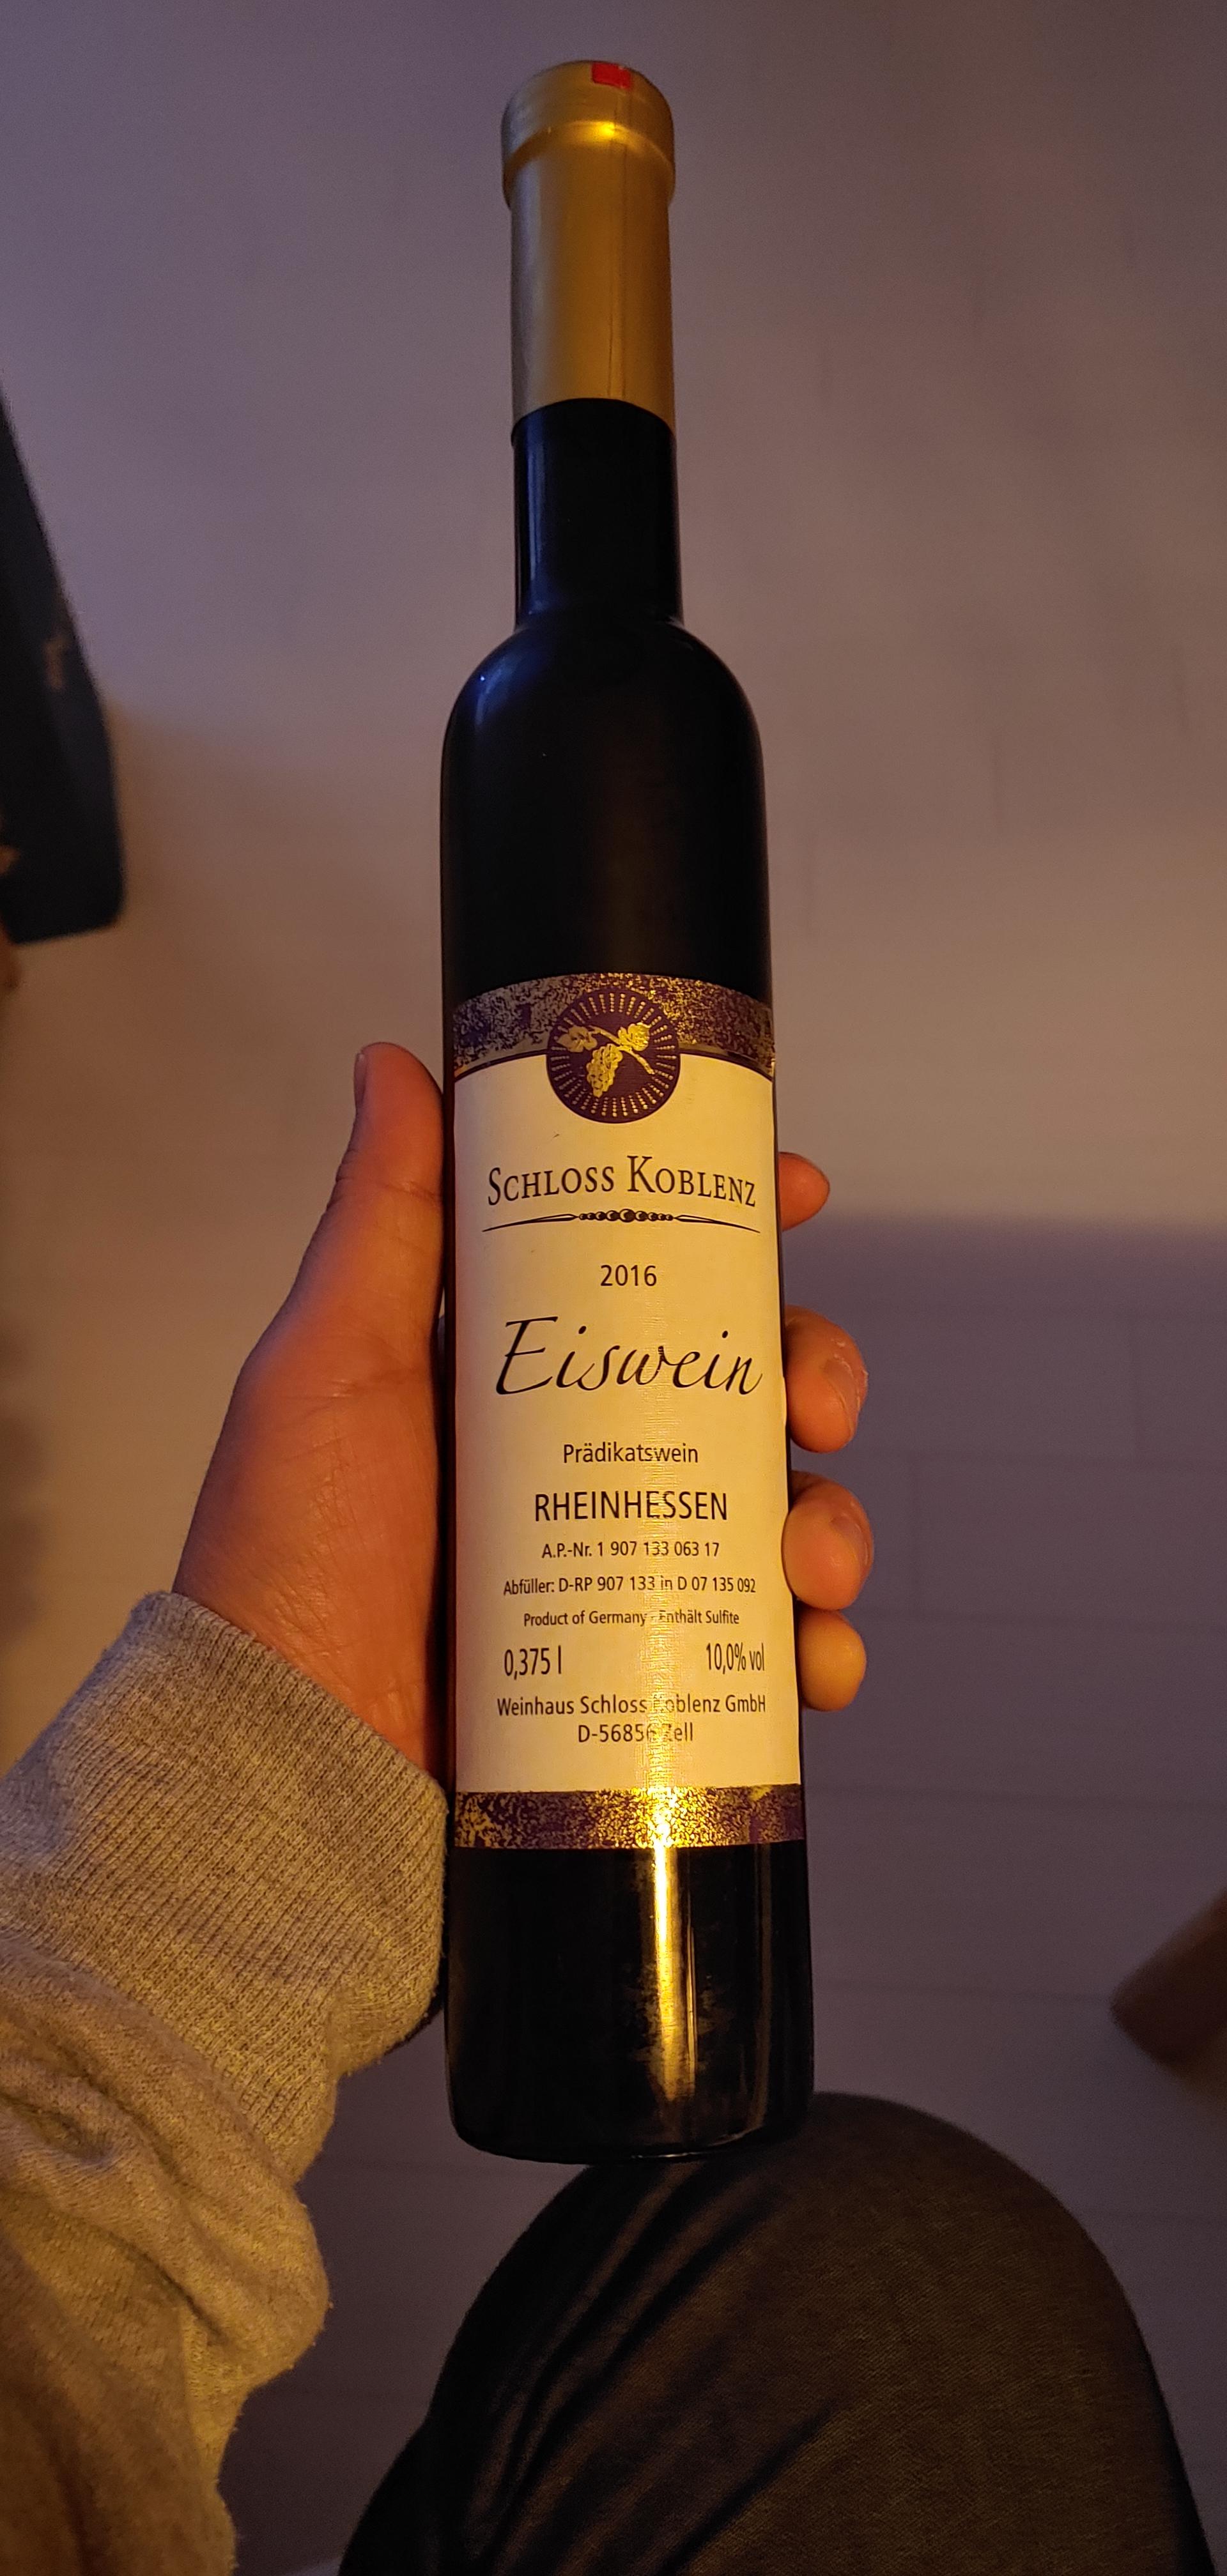 SCHLOSS KOBLENZ
2016
Eiswein
Prädikatswein
RHEINHESSEN
A.P.-Nr. 1 907 133 063 17
Abfüller: D-RP 907 133 in D 07 135 092
Product of Germany - Enthält Sulfite
0,375 l 10,0% vol
Weinhaus Schloss Koblenz GmbH
D-56856 Zell